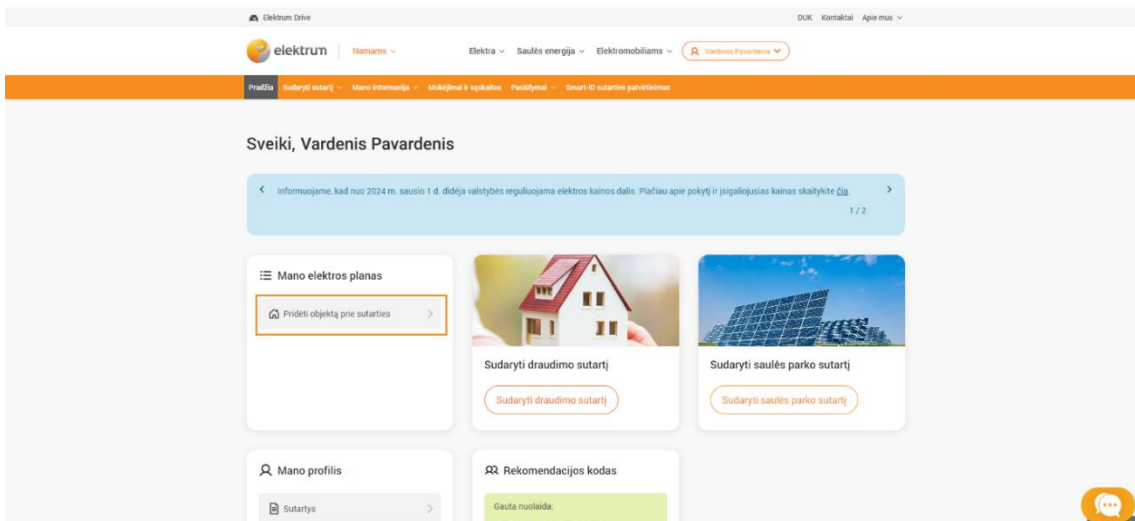 Elektrum Drive
DUK Kontaktai Apie mus
elektrum
Namams
Elektra Saulės energija Elektromobiliams Vardenis Pavardenis
Pradžia Sudaryti sutartį Mano informacija Mokėjimai ir sąskaitos Pasiūlymai Smart-ID sutarties patvirtinimas
Sveiki, Vardenis Pavardenis
Informuojame, kad nuo 2024 m. sausio 1 d. didėja valstybės reguliuojama elektros kainos dalis. Plačiau apie pokytį ir įsigaliojusias kainas skaitykite čia.
1 / 2
Mano elektros planas
Pridėti objektą prie sutarties
Sudaryti draudimo sutartį
Sudaryti draudimo sutartį
Sudaryti saulės parko sutartį
Sudaryti saulės parko sutartį
Mano profilis
Sutartys
Rekomendacijos kodas
Gauta nuolaida: